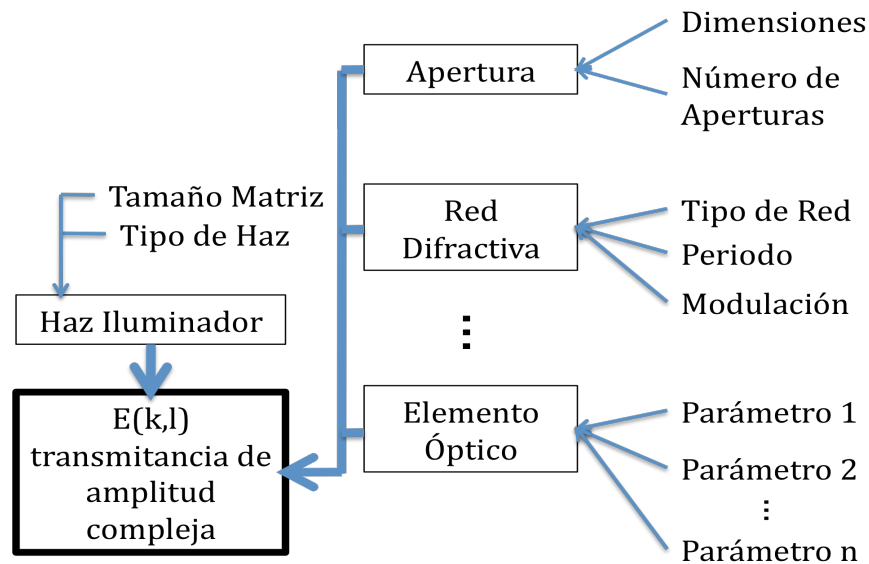 Dimensiones
Apertura
Número de
Aperturas
Tamaño Matriz
Tipo de Haz
Red
Difractiva
Tipo de Red
Periodo
Modulación
Haz Iluminador
Elemento
Óptico
Parámetro 1
Parámetro 2
Parámetro n
E(k,l)
transmitancia de
amplitud
compleja